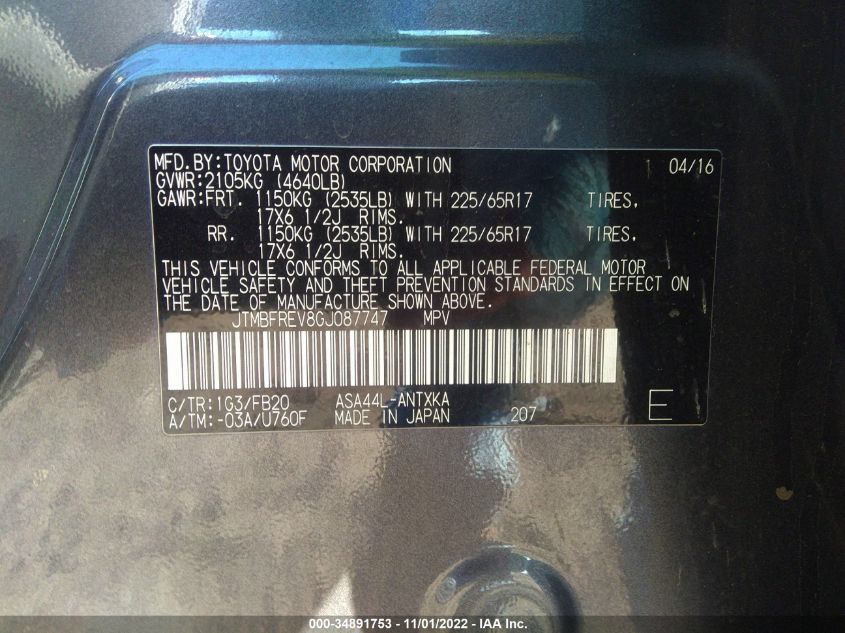 MFD.BY:TOYOTA MOTOR CORPORATION 04/16
GVWR:2105KG (4640LB)
GAWR:FRT. 1150KG (2535LB) WITH 225/65R17 TIRES,
17X6 1/2J RIMS.
RR. 1150KG (2535LB) WITH 225/65R17 TIRES,
17X6 1/2J RIMS.
THIS VEHICLE CONFORMS TO ALL APPLICABLE FEDERAL MOTOR
VEHICLE SAFETY AND THEFT PREVENTION STANDARDS IN EFFECT ON
THE DATE OF MANUFACTURE SHOWN ABOVE.
JTMBFREV8GJ087747 MPV
C/TR:1G3/FB20 ASA44L-ANTXKA
A/TM:-03A/U760F MADE IN JAPAN 207 E
000-34891753 - 11/01/2022 - IAA Inc.